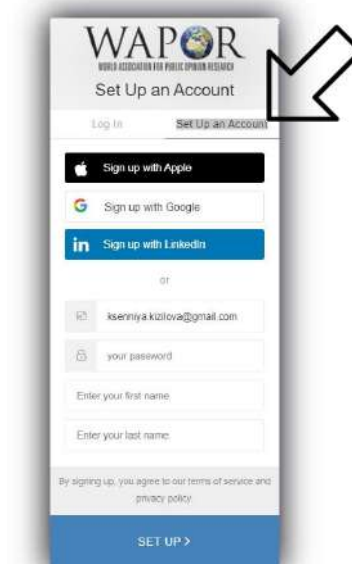 WAPOR
WORLD ASSOCIATION FOR PUBLIC OPINION RESEARCH
Set Up an Account
Log In
Set Up an Account
Sign up with Apple
Sign up with Google
in
Sign up with LinkedIn
or
kseniya.kizilova@gmail.com
your password
Enter your first name
Enter your last name
By signing up, you agree to our terms of service and
privacy policy
SET UP >